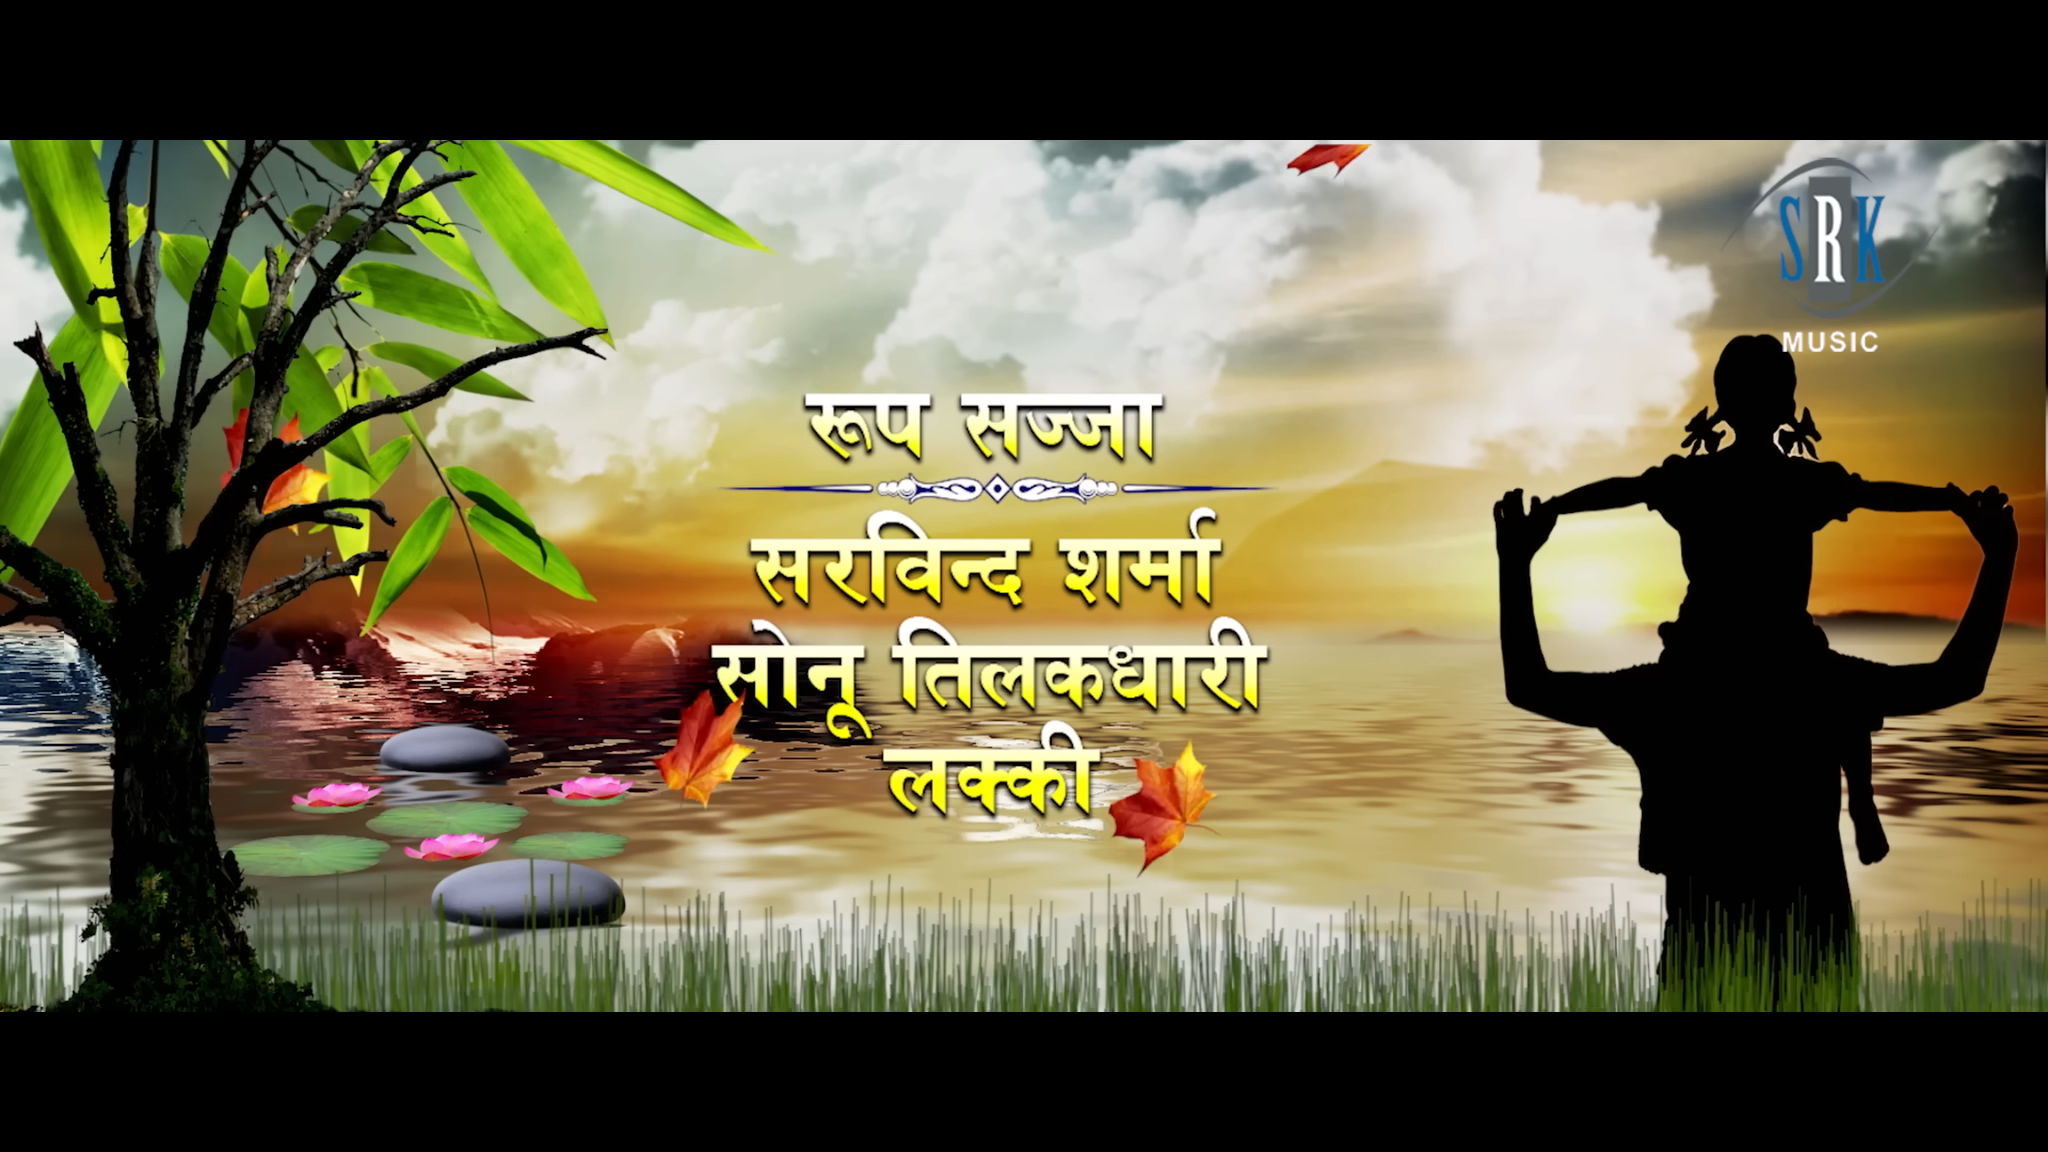 SRK
MUSIC
रूप सज्जा
सरविन्द शर्मा
सोनू तिलकधारी
लक्की